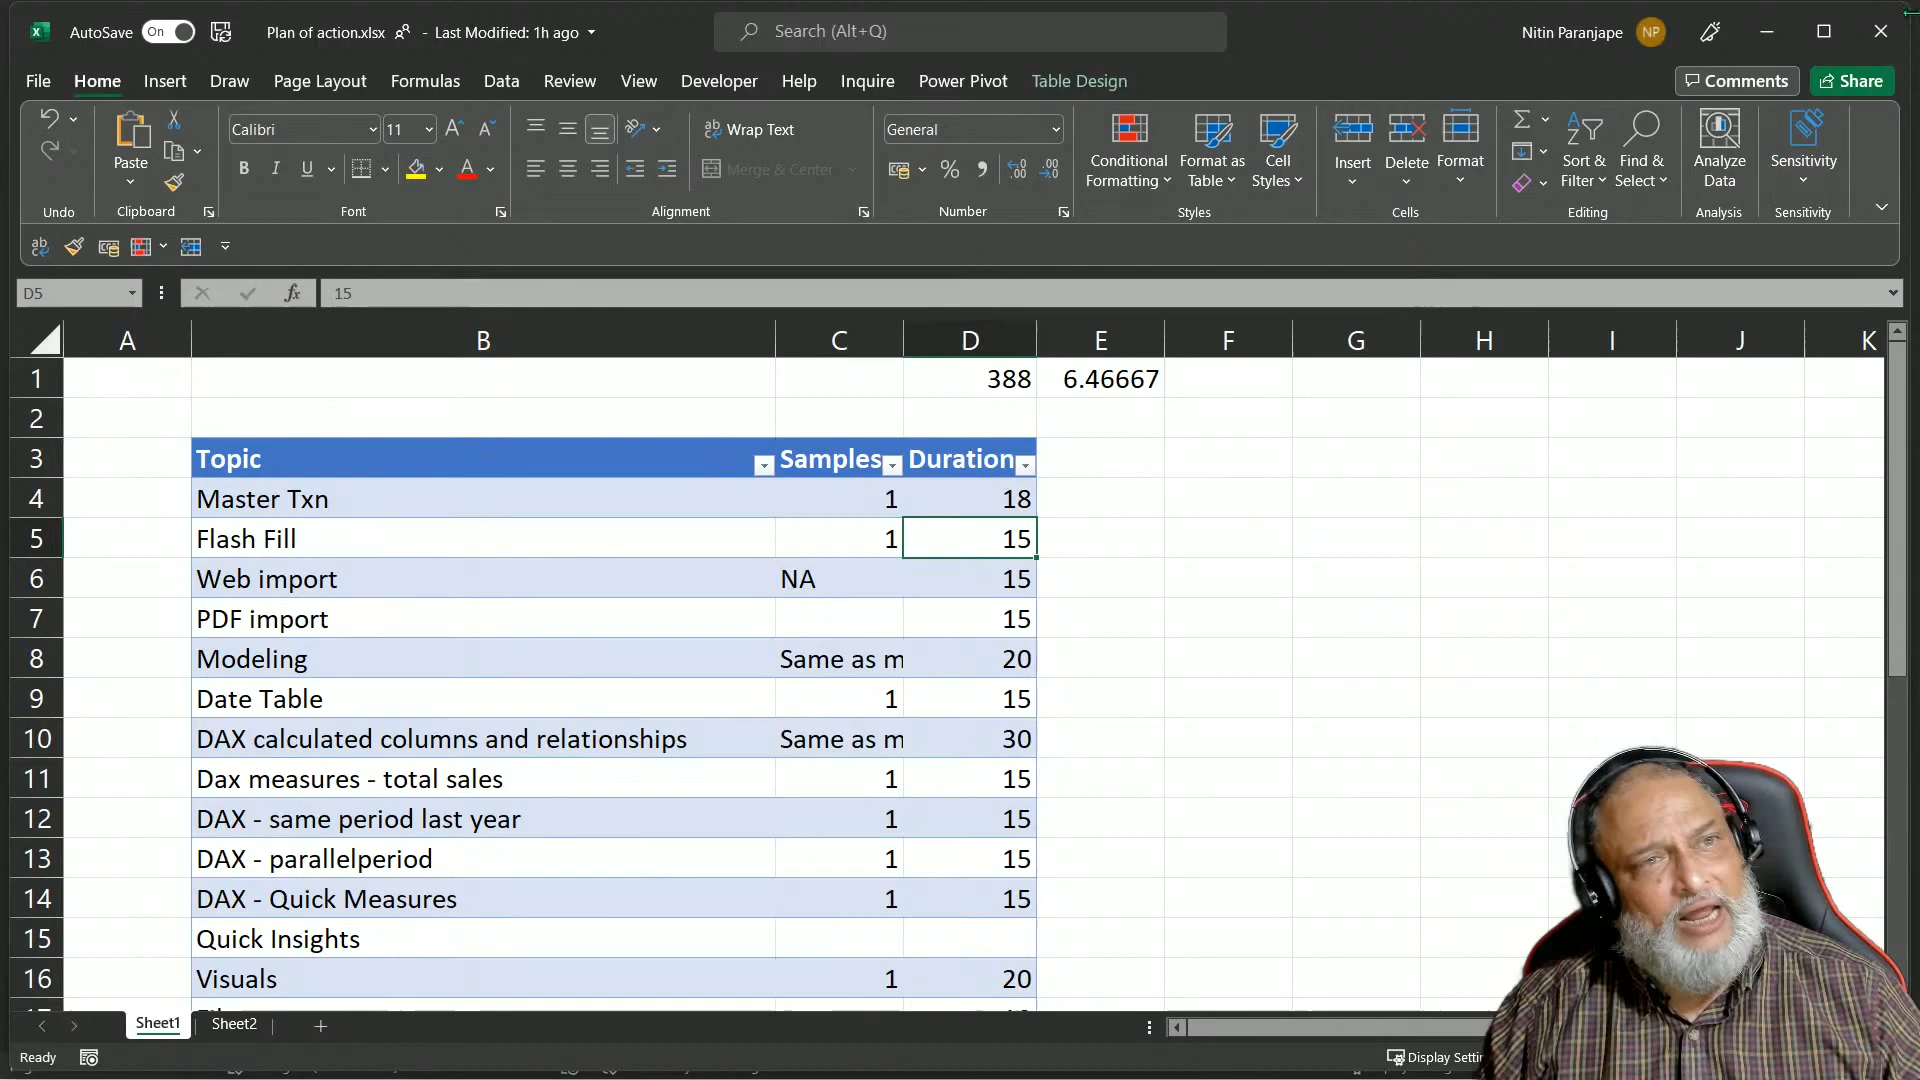 AutoSave On Plan of action.xlsx - Last Modified: 1h ago Search (Alt+Q) Nitin Paranjape NP
File Home Insert Draw Page Layout Formulas Data Review View Developer Help Inquire Power Pivot Table Design Comments Share
Calibri 11 Wrap Text General
Paste Conditional Formatting Format as Table Cell Styles Insert Delete Format Sort & Filter Find & Select Analyze Data Sensitivity
B I U Merge & Center
Undo Clipboard Font Alignment Number Styles Cells Editing Analysis Sensitivity
D5 fx 15
A B C D E F G H I J K
1 388 6.46667
2
3 Topic Samples Duration
4 Master Txn 1 18
5 Flash Fill 1 15
6 Web import NA 15
7 PDF import 15
8 Modeling Same as m 20
9 Date Table 1 15
10 DAX calculated columns and relationships Same as m 30
11 Dax measures - total sales 1 15
12 DAX - same period last year 1 15
13 DAX - parallelperiod 1 15
14 DAX - Quick Measures 1 15
15 Quick Insights
16 Visuals 1 20
Sheet1 Sheet2
Ready Display Setti